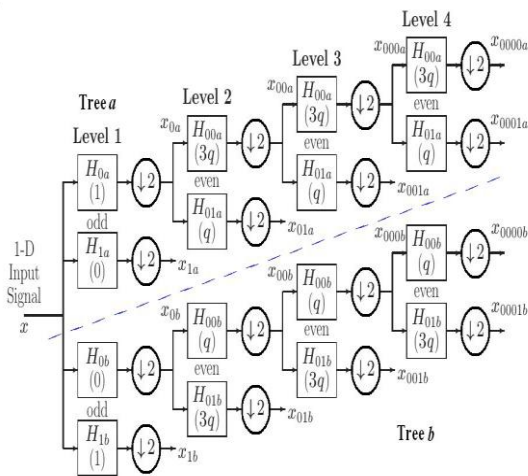 Level 4
x000a
H00a
(3q)
↓2
x0000a
even
H01a
(q)
↓2
x0001a
Level 3
x00a
H00a
(3q)
↓2
even
H01a
(q)
↓2
x001a
Tree a
Level 2
x0a
H00a
(3q)
↓2
even
H01a
(q)
↓2
x01a
Level 1
H0a
(1)
↓2
odd
H1a
(0)
↓2
x1a
1-D
Input
Signal
x
x000b
H00b
(q)
↓2
x0000b
even
H01b
(3q)
↓2
x0001b
x00b
H00b
(q)
↓2
even
H01b
(3q)
↓2
x001b
x0b
H00b
(q)
↓2
even
H01b
(3q)
↓2
x01b
H0b
(0)
↓2
odd
H1b
(1)
↓2
x1b
Tree b